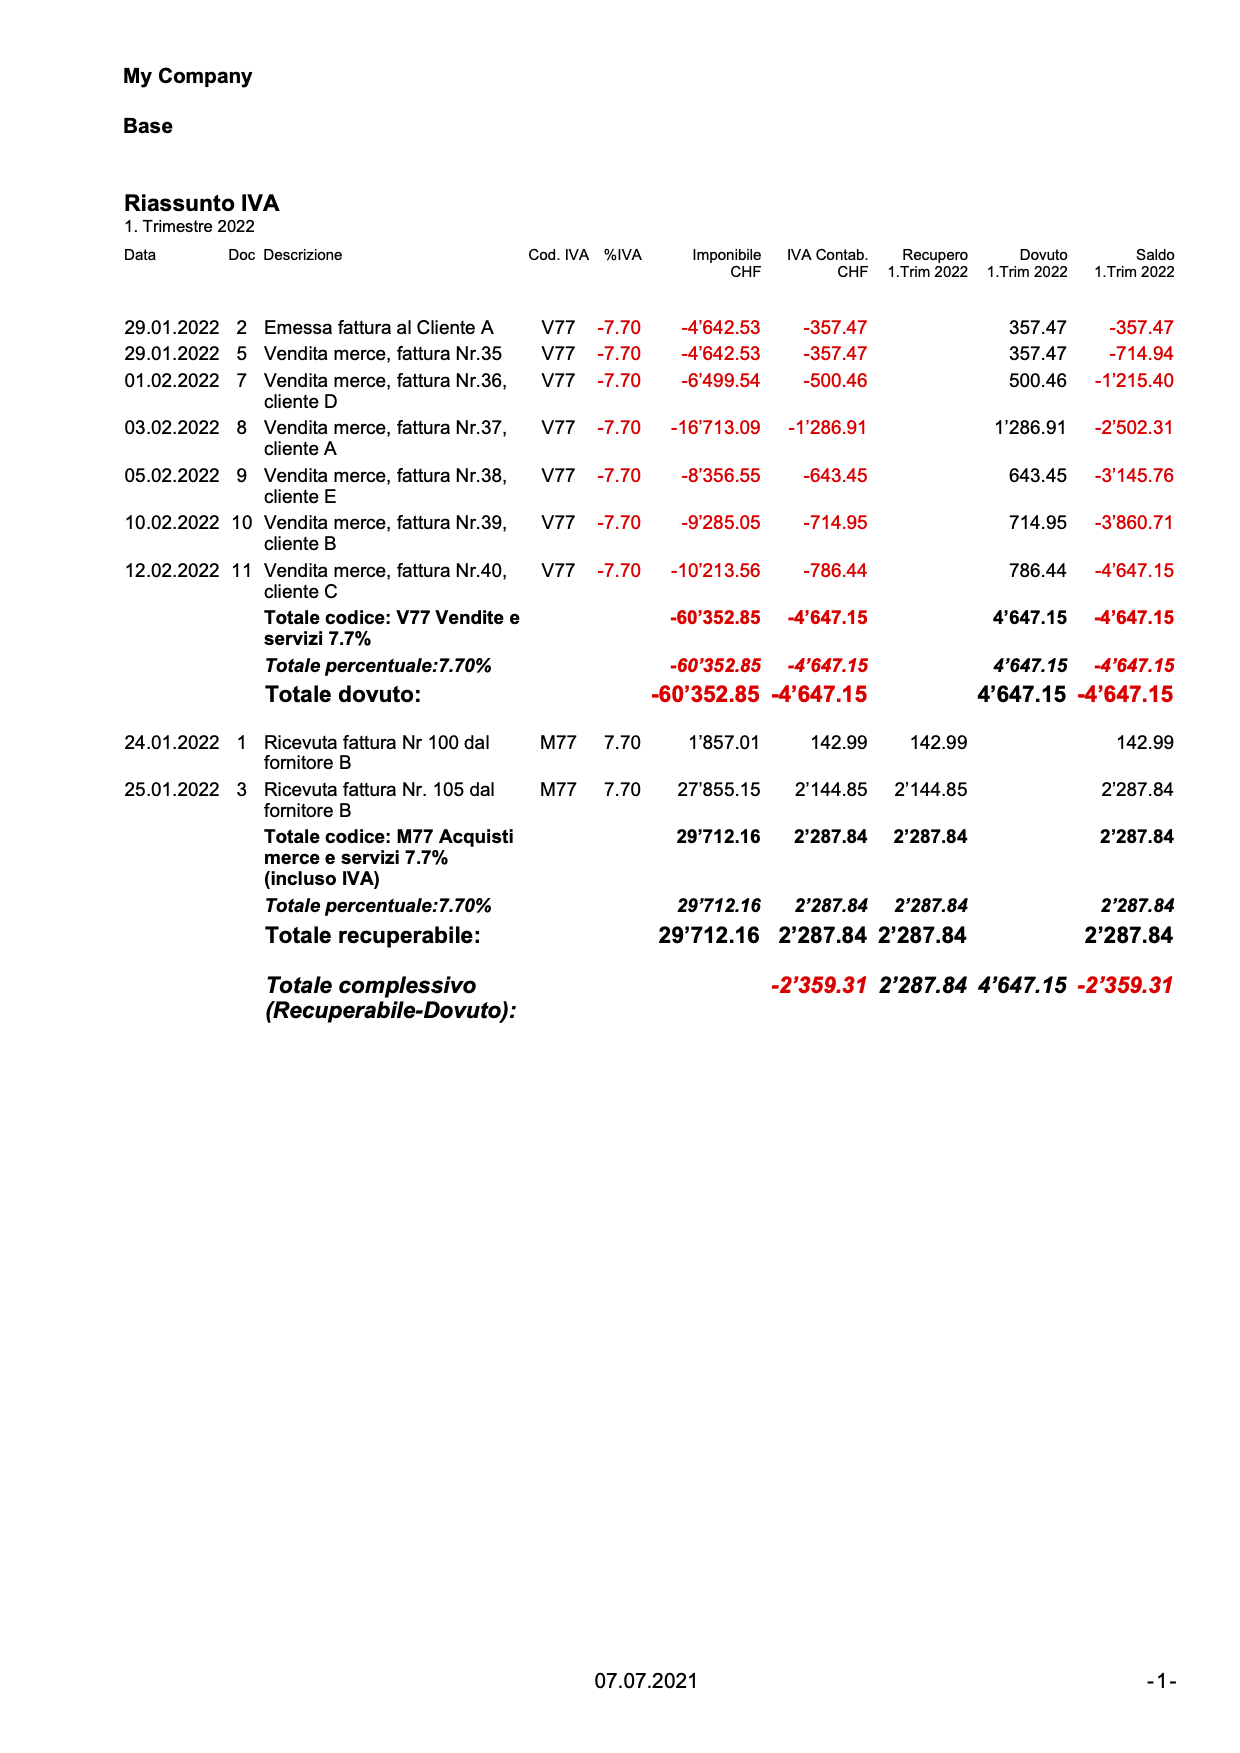 My Company
Base
Riassunto IVA
1. Trimestre 2022
Data Doc Descrizione Cod. IVA %IVA Imponibile IVA Contab. Recupero Dovuto Saldo
CHF CHF 1.Trim 2022 1.Trim 2022 1.Trim 2022
29.01.2022 2 Emessa fattura al Cliente A V77 -7.70 -4’642.53 -357.47 357.47 -357.47
29.01.2022 5 Vendita merce, fattura Nr.35 V77 -7.70 -4’642.53 -357.47 357.47 -714.94
01.02.2022 7 Vendita merce, fattura Nr.36, V77 -7.70 -6’499.54 -500.46 500.46 -1’215.40
cliente D
03.02.2022 8 Vendita merce, fattura Nr.37, V77 -7.70 -16’713.09 -1’286.91 1’286.91 -2’502.31
cliente A
05.02.2022 9 Vendita merce, fattura Nr.38, V77 -7.70 -8’356.55 -643.45 643.45 -3’145.76
cliente E
10.02.2022 10 Vendita merce, fattura Nr.39, V77 -7.70 -9’285.05 -714.95 714.95 -3’860.71
cliente B
12.02.2022 11 Vendita merce, fattura Nr.40, V77 -7.70 -10’213.56 -786.44 786.44 -4’647.15
cliente C
Totale codice: V77 Vendite e -60’352.85 -4’647.15 4’647.15 -4’647.15
servizi 7.7%
Totale percentuale:7.70% -60’352.85 -4’647.15 4’647.15 -4’647.15
Totale dovuto: -60’352.85 -4’647.15 4’647.15 -4’647.15
24.01.2022 1 Ricevuta fattura Nr 100 dal M77 7.70 1’857.01 142.99 142.99 142.99
fornitore B
25.01.2022 3 Ricevuta fattura Nr. 105 dal M77 7.70 27’855.15 2’144.85 2’144.85 2’287.84
fornitore B
Totale codice: M77 Acquisti 29’712.16 2’287.84 2’287.84 2’287.84
merce e servizi 7.7%
(incluso IVA)
Totale percentuale:7.70% 29’712.16 2’287.84 2’287.84 2’287.84
Totale recuperabile: 29’712.16 2’287.84 2’287.84 2’287.84
Totale complessivo -2’359.31 2’287.84 4’647.15 -2’359.31
(Recuperabile-Dovuto):
07.07.2021 -1-